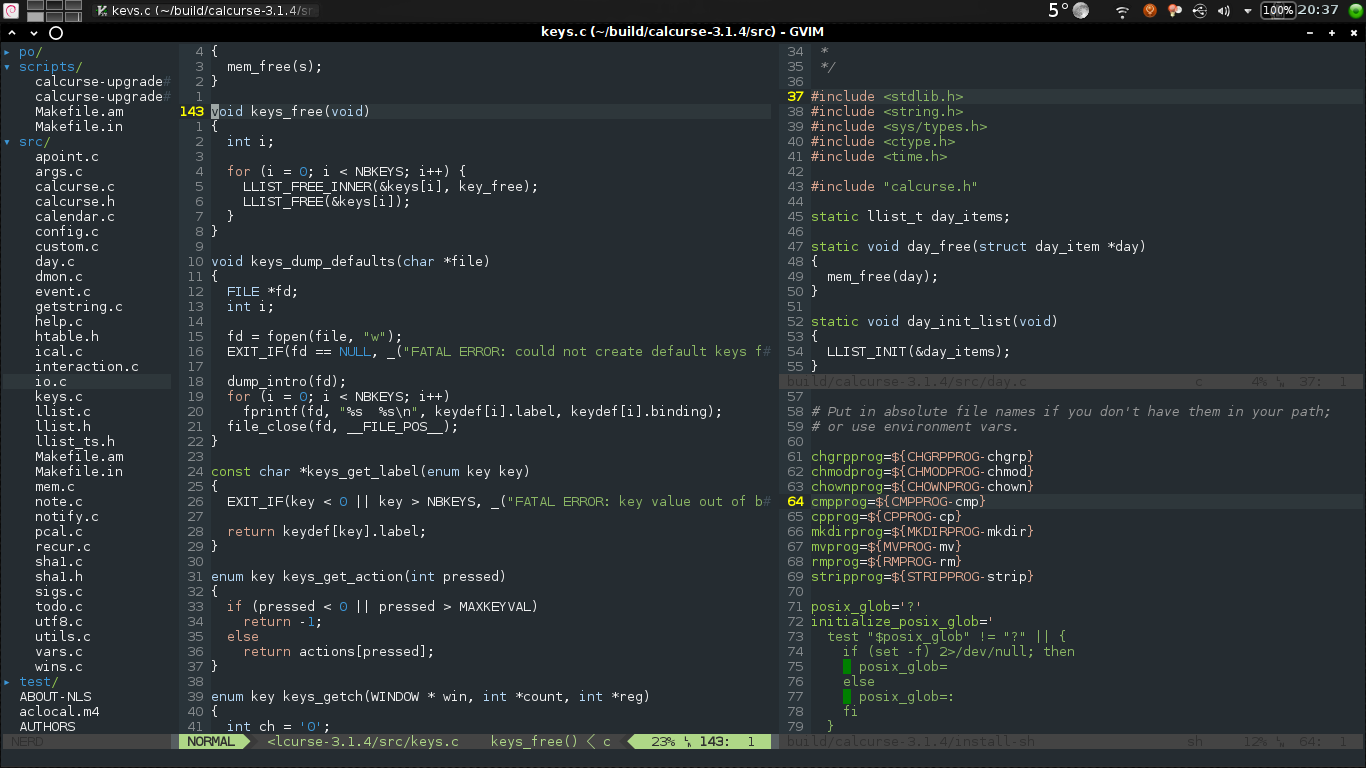 kevs.c (~/build/calcurse-3.1.4/sr
5°
100%
20:37
keys.c (~/build/calcurse-3.1.4/src) - GVIM
▸ po/
▾ scripts/
calcurse-upgrade#
calcurse-upgrade#
Makefile.am
Makefile.in
▾ src/
apoint.c
args.c
calcurse.c
calcurse.h
calendar.c
config.c
custom.c
day.c
dmon.c
event.c
getstring.c
help.c
htable.h
ical.c
interaction.c
io.c
keys.c
llist.c
llist.h
llist_ts.h
Makefile.am
Makefile.in
mem.c
note.c
notify.c
pcal.c
recur.c
sha1.c
sha1.h
sigs.c
todo.c
utf8.c
utils.c
vars.c
wins.c
▸ test/
ABOUT-NLS
aclocal.m4
AUTHORS
NERD
4 {
3   mem_free(s);
2 }
1
143 void keys_free(void)
1 {
2   int i;
3
4   for (i = 0; i < NBKEYS; i++) {
5     LLIST_FREE_INNER(&keys[i], key_free);
6     LLIST_FREE(&keys[i]);
7   }
8 }
9
10 void keys_dump_defaults(char *file)
11 {
12   FILE *fd;
13   int i;
14
15   fd = fopen(file, "w");
16   EXIT_IF(fd == NULL, _("FATAL ERROR: could not create default keys f#
17
18   dump_intro(fd);
19   for (i = 0; i < NBKEYS; i++)
20     fprintf(fd, "%s  %s\n", keydef[i].label, keydef[i].binding);
21   file_close(fd, __FILE_POS__);
22 }
23
24 const char *keys_get_label(enum key key)
25 {
26   EXIT_IF(key < 0 || key > NBKEYS, _("FATAL ERROR: key value out of b#
27
28   return keydef[key].label;
29 }
30
31 enum key keys_get_action(int pressed)
32 {
33   if (pressed < 0 || pressed > MAXKEYVAL)
34     return -1;
35   else
36     return actions[pressed];
37 }
38
39 enum key keys_getch(WINDOW * win, int *count, int *reg)
40 {
41   int ch = '0';
NORMAL <lcurse-3.1.4/src/keys.c keys_free() < c 23% 143: 1
34  *
35  */
36
37 #include <stdlib.h>
38 #include <string.h>
39 #include <sys/types.h>
40 #include <ctype.h>
41 #include <time.h>
42
43 #include "calcurse.h"
44
45 static llist_t day_items;
46
47 static void day_free(struct day_item *day)
48 {
49   mem_free(day);
50 }
51
52 static void day_init_list(void)
53 {
54   LLIST_INIT(&day_items);
55 }
build/calcurse-3.1.4/src/day.c c 4% 37: 1
57
58 # Put in absolute file names if you don't have them in your path;
59 # or use environment vars.
60
61 chgrpprog=${CHGRPPROG-chgrp}
62 chmodprog=${CHMODPROG-chmod}
63 chownprog=${CHOWNPROG-chown}
64 cmpprog=${CMPPROG-cmp}
65 cpprog=${CPPROG-cp}
66 mkdirprog=${MKDIRPROG-mkdir}
67 mvprog=${MVPROG-mv}
68 rmprog=${RMPROG-rm}
69 stripprog=${STRIPPROG-strip}
70
71 posix_glob='?'
72 initialize_posix_glob='
73   test "$posix_glob" != "?" || {
74     if (set -f) 2>/dev/null; then
75       posix_glob=
76     else
77       posix_glob=:
78     fi
79   }
build/calcurse-3.1.4/install-sh sh 12% 64: 1